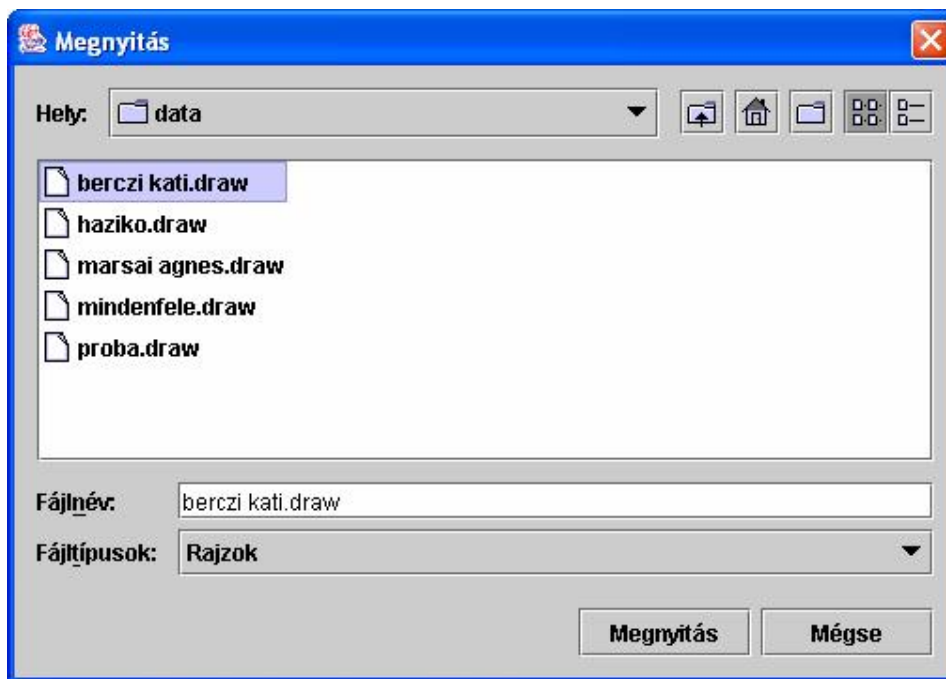 Megnyitás
Hely: data
berczi kati.draw
haziko.draw
marsai agnes.draw
mindenfele.draw
proba.draw
Fájlnév: berczi kati.draw
Fájltípusok: Rajzok
Megnyitás Mégse